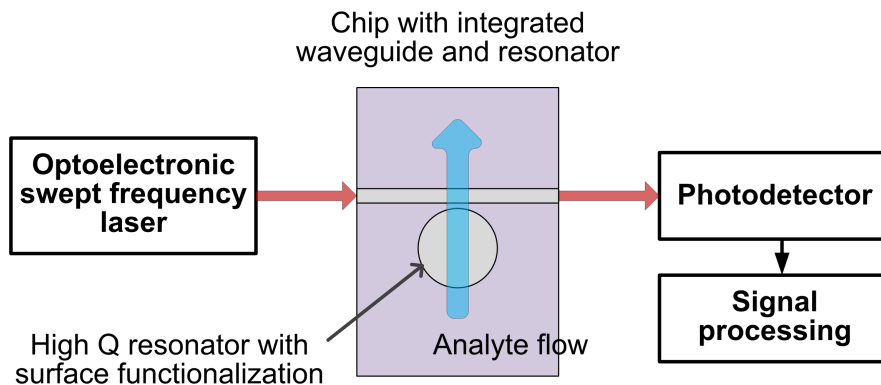 Chip with integrated
waveguide and resonator
Optoelectronic
swept frequency
laser
Photodetector
Signal
processing
High Q resonator with
surface functionalization
Analyte flow